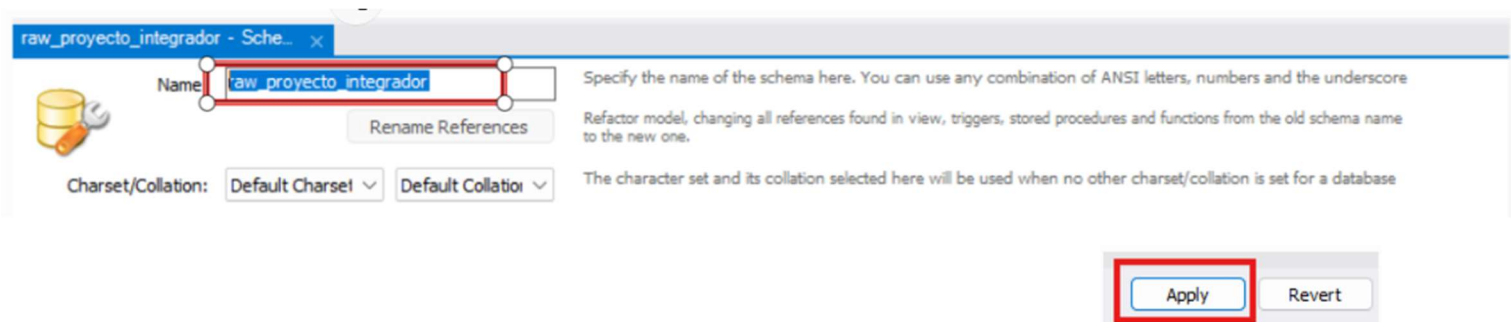 raw_proyecto_integrador - Sche... ×
Name raw_proyecto_integrador Specify the name of the schema here. You can use any combination of ANSI letters, numbers and the underscore
Rename References Refactor model, changing all references found in view, triggers, stored procedures and functions from the old schema name
to the new one.
Charset/Collation: Default Charset Default Collation The character set and its collation selected here will be used when no other charset/collation is set for a database
Apply Revert